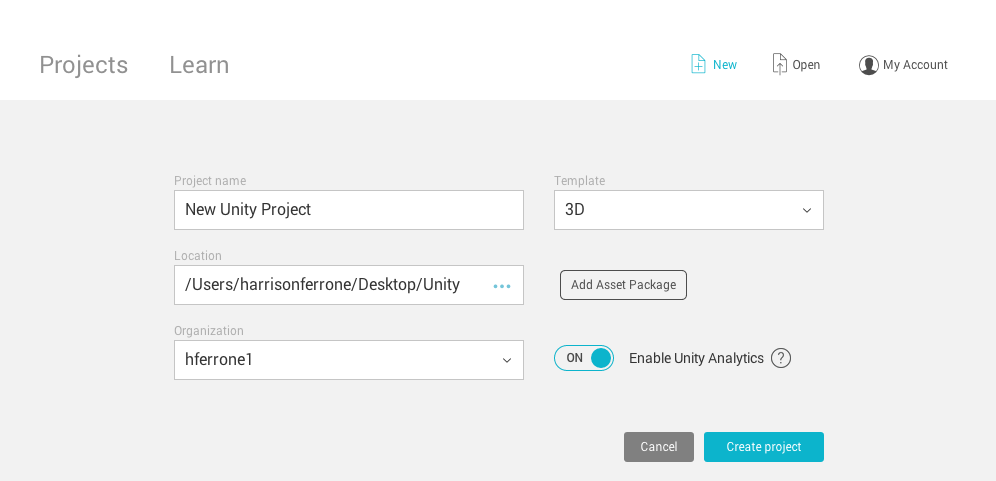 Projects Learn New Open My Account
Project name
New Unity Project
Template
3D
Location
/Users/harrisonferrone/Desktop/Unity
Add Asset Package
Organization
hferrone1
ON Enable Unity Analytics ?
Cancel Create project